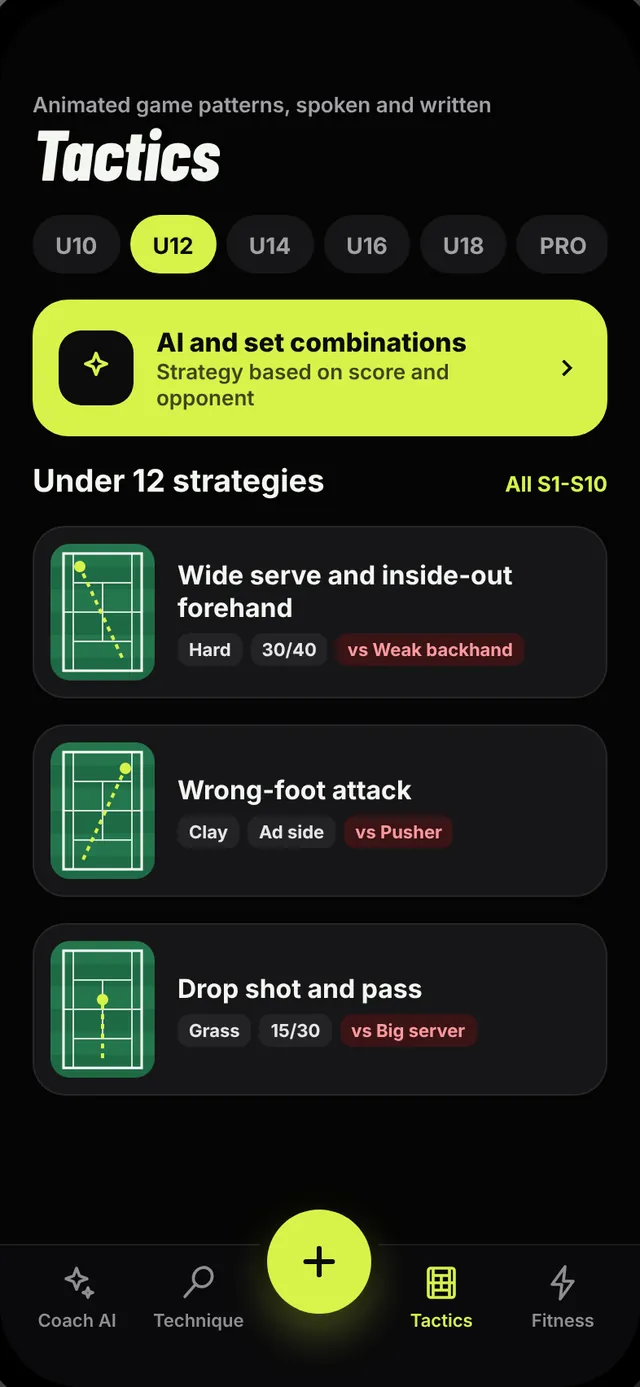 Animated game patterns, spoken and written
Tactics
U10 U12 U14 U16 U18 PRO
AI and set combinations
Strategy based on score and
opponent
Under 12 strategies All S1-S10
Wide serve and inside-out
forehand
Hard 30/40 vs Weak backhand
Wrong-foot attack
Clay Ad side vs Pusher
Drop shot and pass
Grass 15/30 vs Big server
Coach AI Technique Tactics Fitness